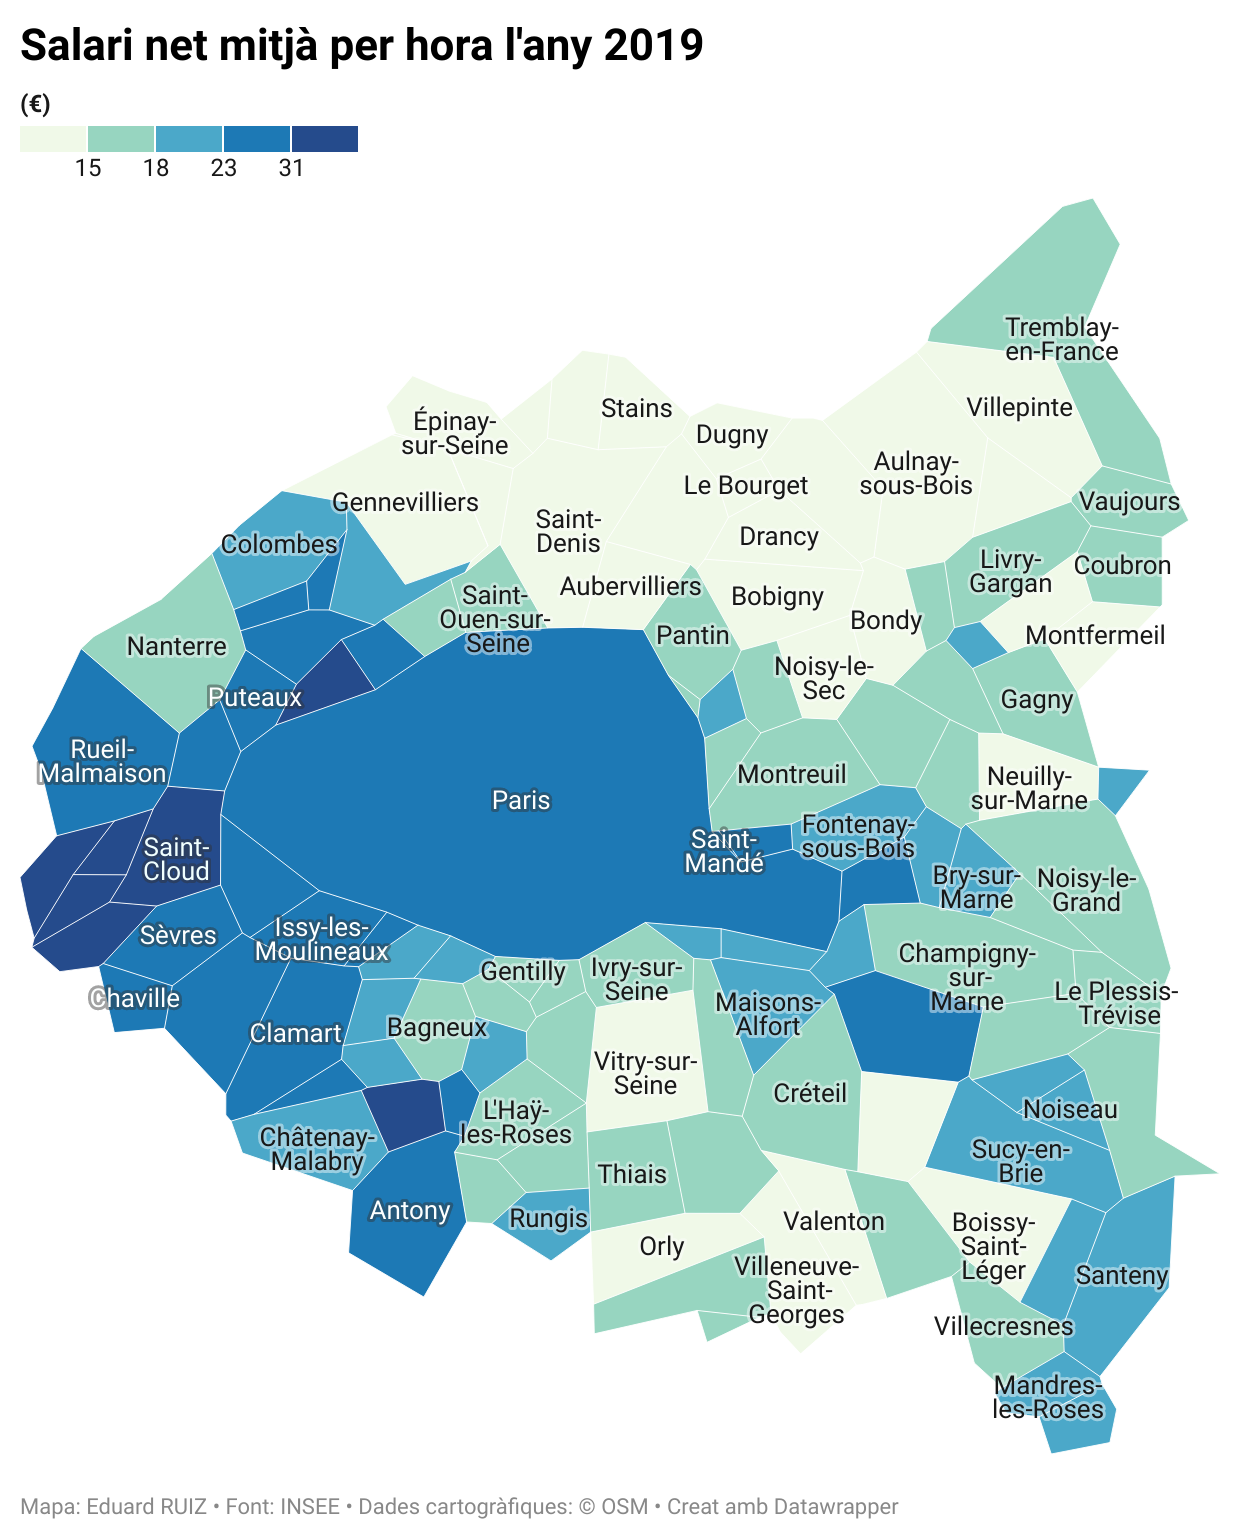 Salari net mitjà per hora l'any 2019
(€)
15 18 23 31
Tremblay-
en-France
Villepinte
Stains
Épinay-
sur-Seine
Dugny
Aulnay-
sous-Bois
Le Bourget
Gennevilliers
Vaujours
Saint-
Denis
Drancy
Colombes
Livry-
Gargan
Coubron
Aubervilliers
Bobigny
Saint-
Ouen-sur-
Seine
Bondy
Pantin
Montfermeil
Nanterre
Noisy-le-
Sec
Puteaux
Gagny
Rueil-
Malmaison
Montreuil
Neuilly-
sur-Marne
Paris
Saint-
Cloud
Saint-
Mandé
Fontenay-
sous-Bois
Bry-sur-
Marne
Noisy-le-
Grand
Sèvres
Issy-les-
Moulineaux
Gentilly
Ivry-sur-
Seine
Champigny-
sur-
Marne
Chaville
Maisons-
Alfort
Le Plessis-
Trévise
Clamart
Bagneux
Vitry-sur-
Seine
Créteil
L'Haÿ-
les-Roses
Noiseau
Châtenay-
Malabry
Sucy-en-
Brie
Thiais
Antony
Rungis
Valenton
Boissy-
Saint-
Léger
Orly
Villeneuve-
Saint-
Georges
Santeny
Villecresnes
Mandres-
les-Roses
Mapa: Eduard RUIZ • Font: INSEE • Dades cartogràfiques: © OSM • Creat amb Datawrapper